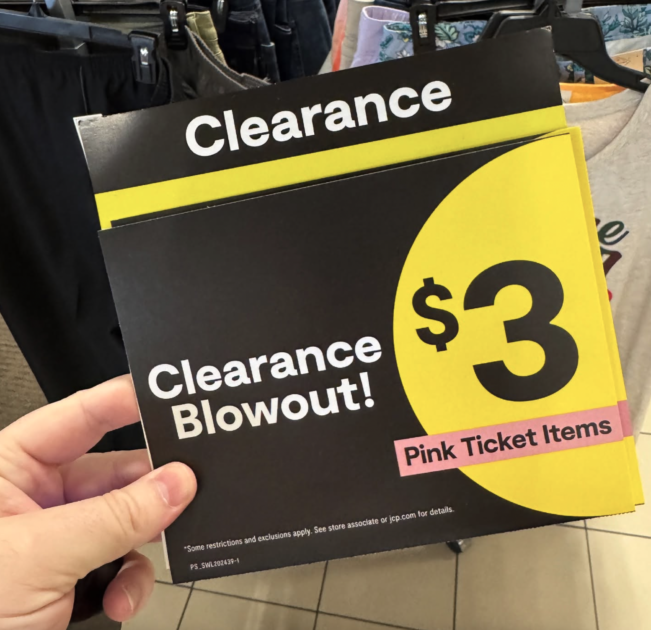 Clearance
Clearance
Blowout!
$3
Pink Ticket Items
*Some restrictions and exclusions apply. See store associate or jcp.com for details.
PS_SWL202439-1